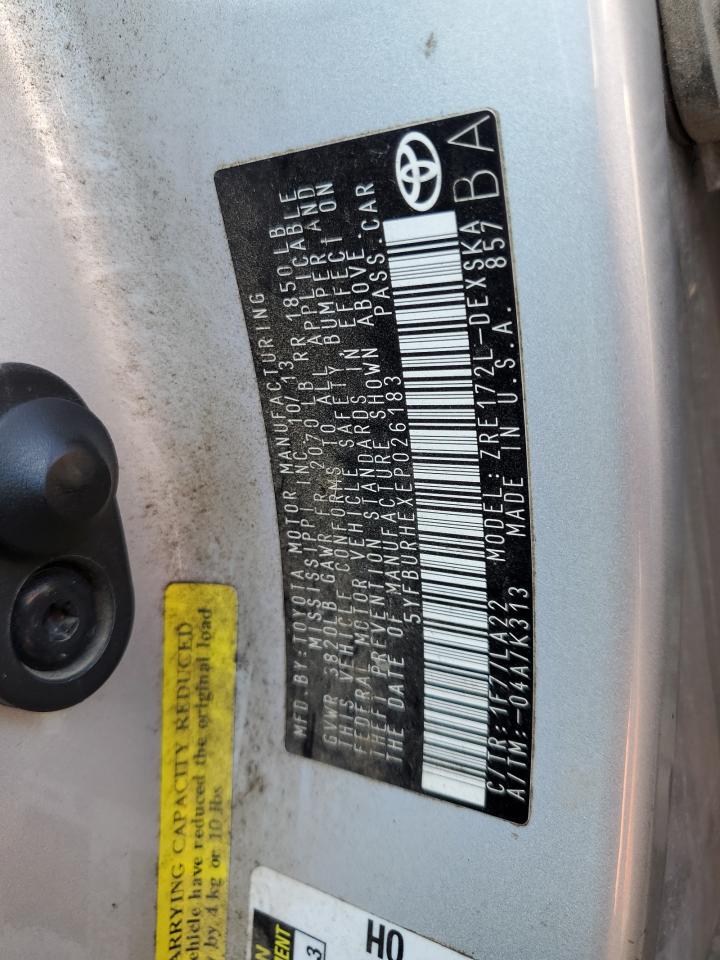 MFD.BY:TOYOTA MOTOR MANUFACTURING
MISSISSIPPI INC 10/13
GVWR 3820LB GAWR FR 2070LB RR 1850LB
THIS VEHICLE CONFORMS TO ALL APPLICABLE
FEDERAL MOTOR VEHICLE SAFETY BUMPER AND
THEFT PREVENTION STANDARDS IN EFFECT ON
THE DATE OF MANUFACTURE SHOWN ABOVE.
5YFBURHEXEP026183 PASS.CAR
C/TR:1F7/LA22 MODEL: ZRE172L-DEXSKA
A/TM:-04A/K313 MADE IN U.S.A. 857
BA
ARRYING CAPACITY REDUCED
ehicle have reduced the original load
by 4 kg or 10 lbs
HO